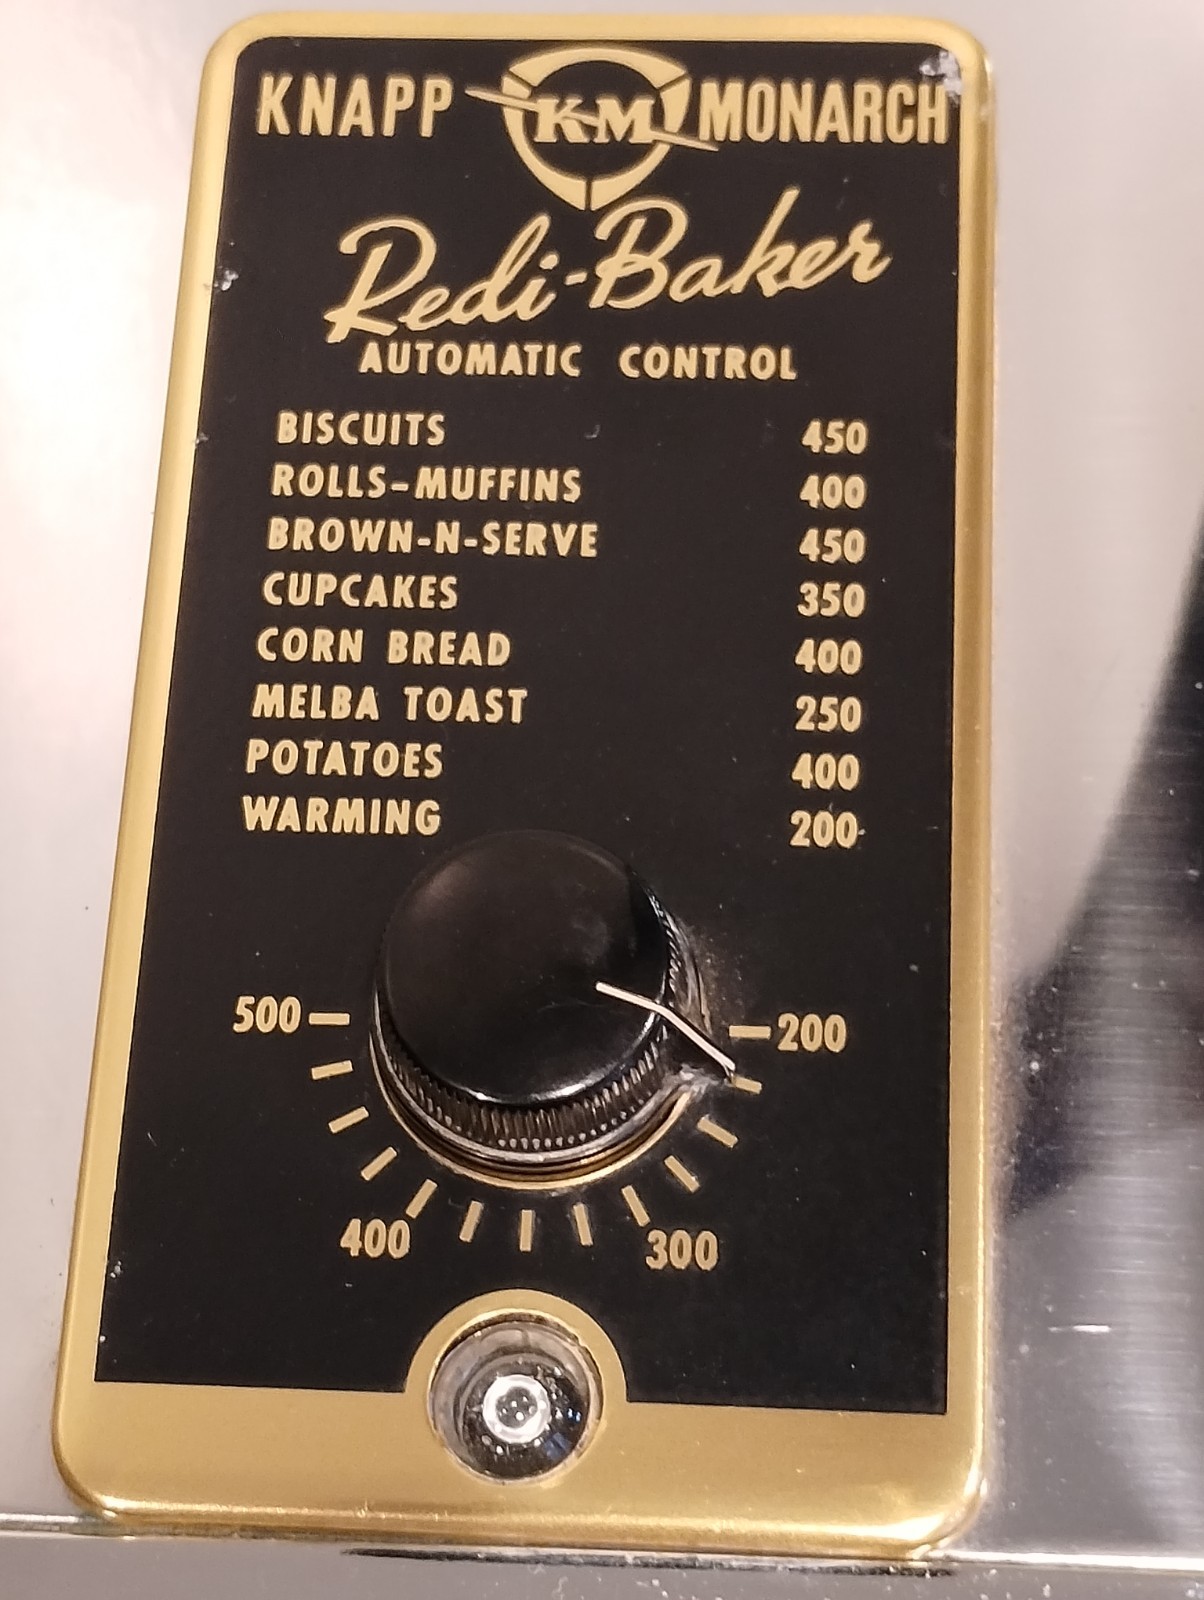 KNAPP KM MONARCH
Redi-Baker
AUTOMATIC CONTROL
BISCUITS 450
ROLLS-MUFFINS 400
BROWN-N-SERVE 450
CUPCAKES 350
CORN BREAD 400
MELBA TOAST 250
POTATOES 400
WARMING 200
500 200
400 300